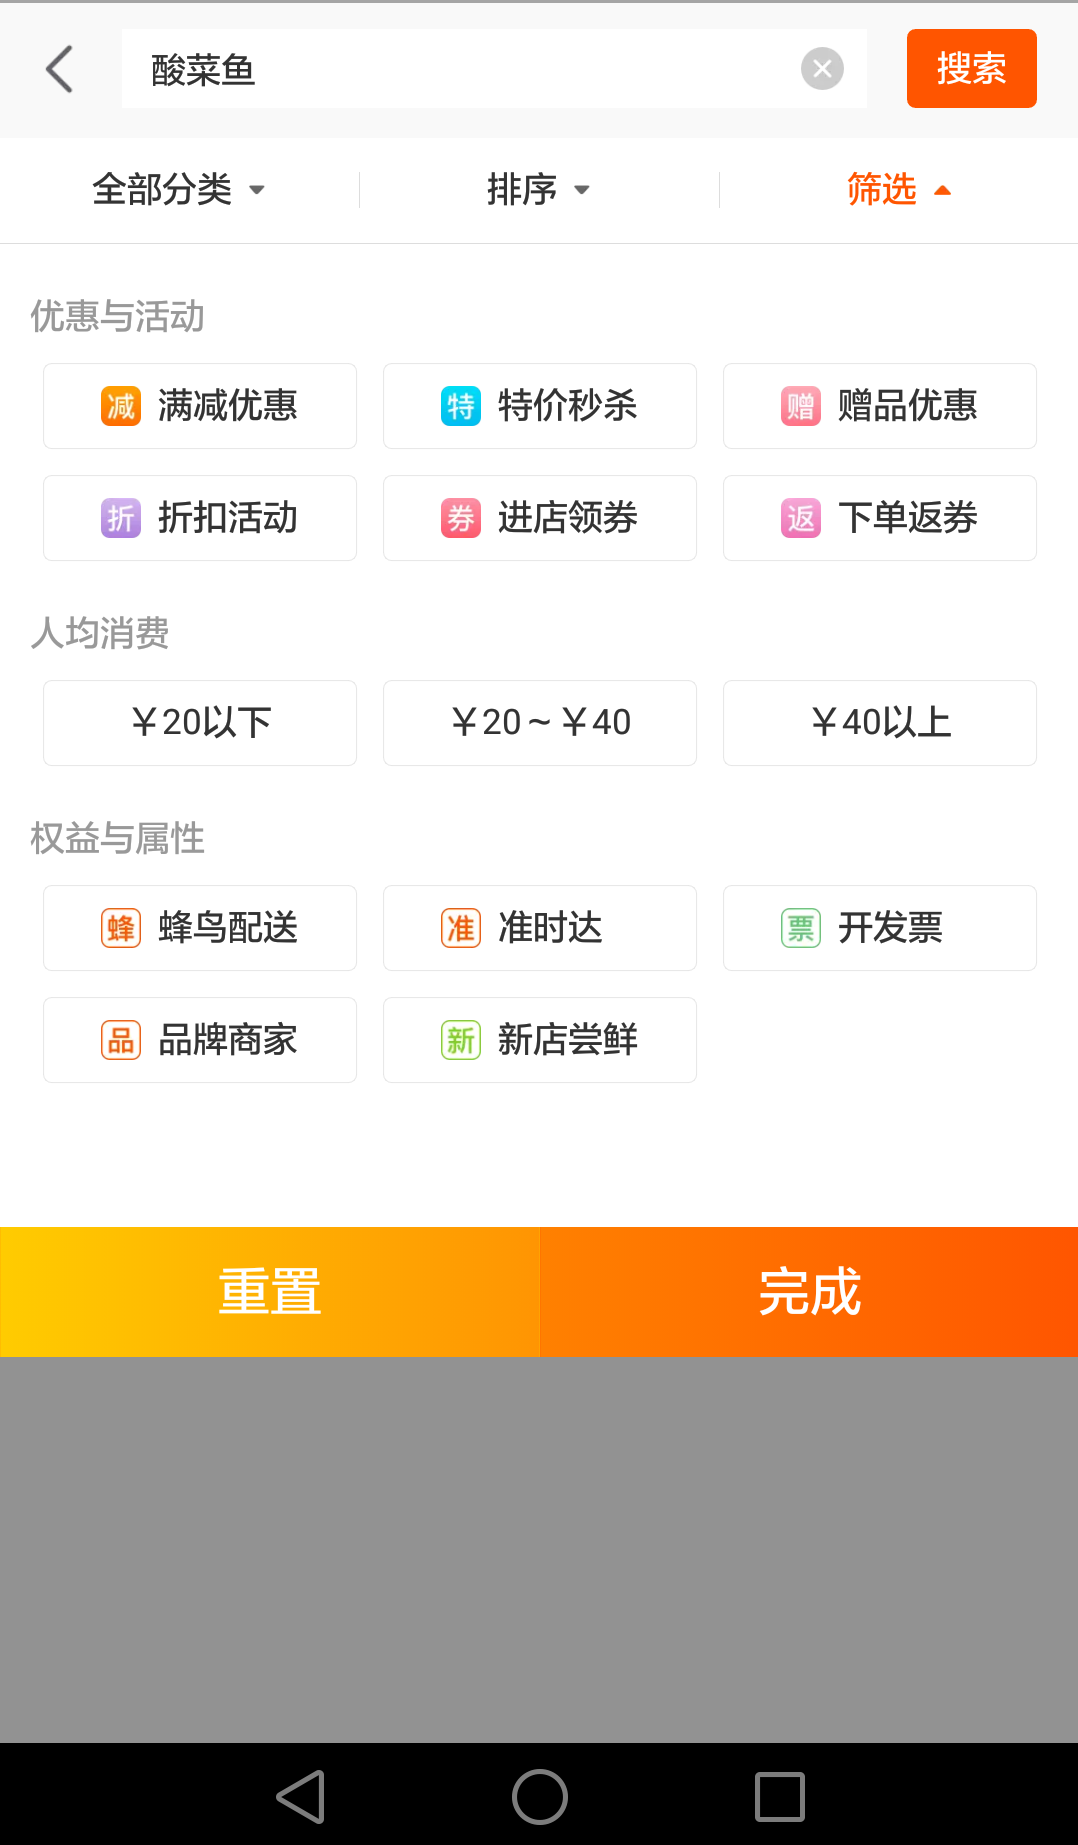 酸菜鱼
搜索
全部分类 排序 筛选
优惠与活动
减 满减优惠 特 特价秒杀 赠 赠品优惠
折 折扣活动 券 进店领券 返 下单返券
人均消费
￥20以下 ￥20~￥40 ￥40以上
权益与属性
蜂 蜂鸟配送 准 准时达 票 开发票
品 品牌商家 新 新店尝鲜
重置 完成